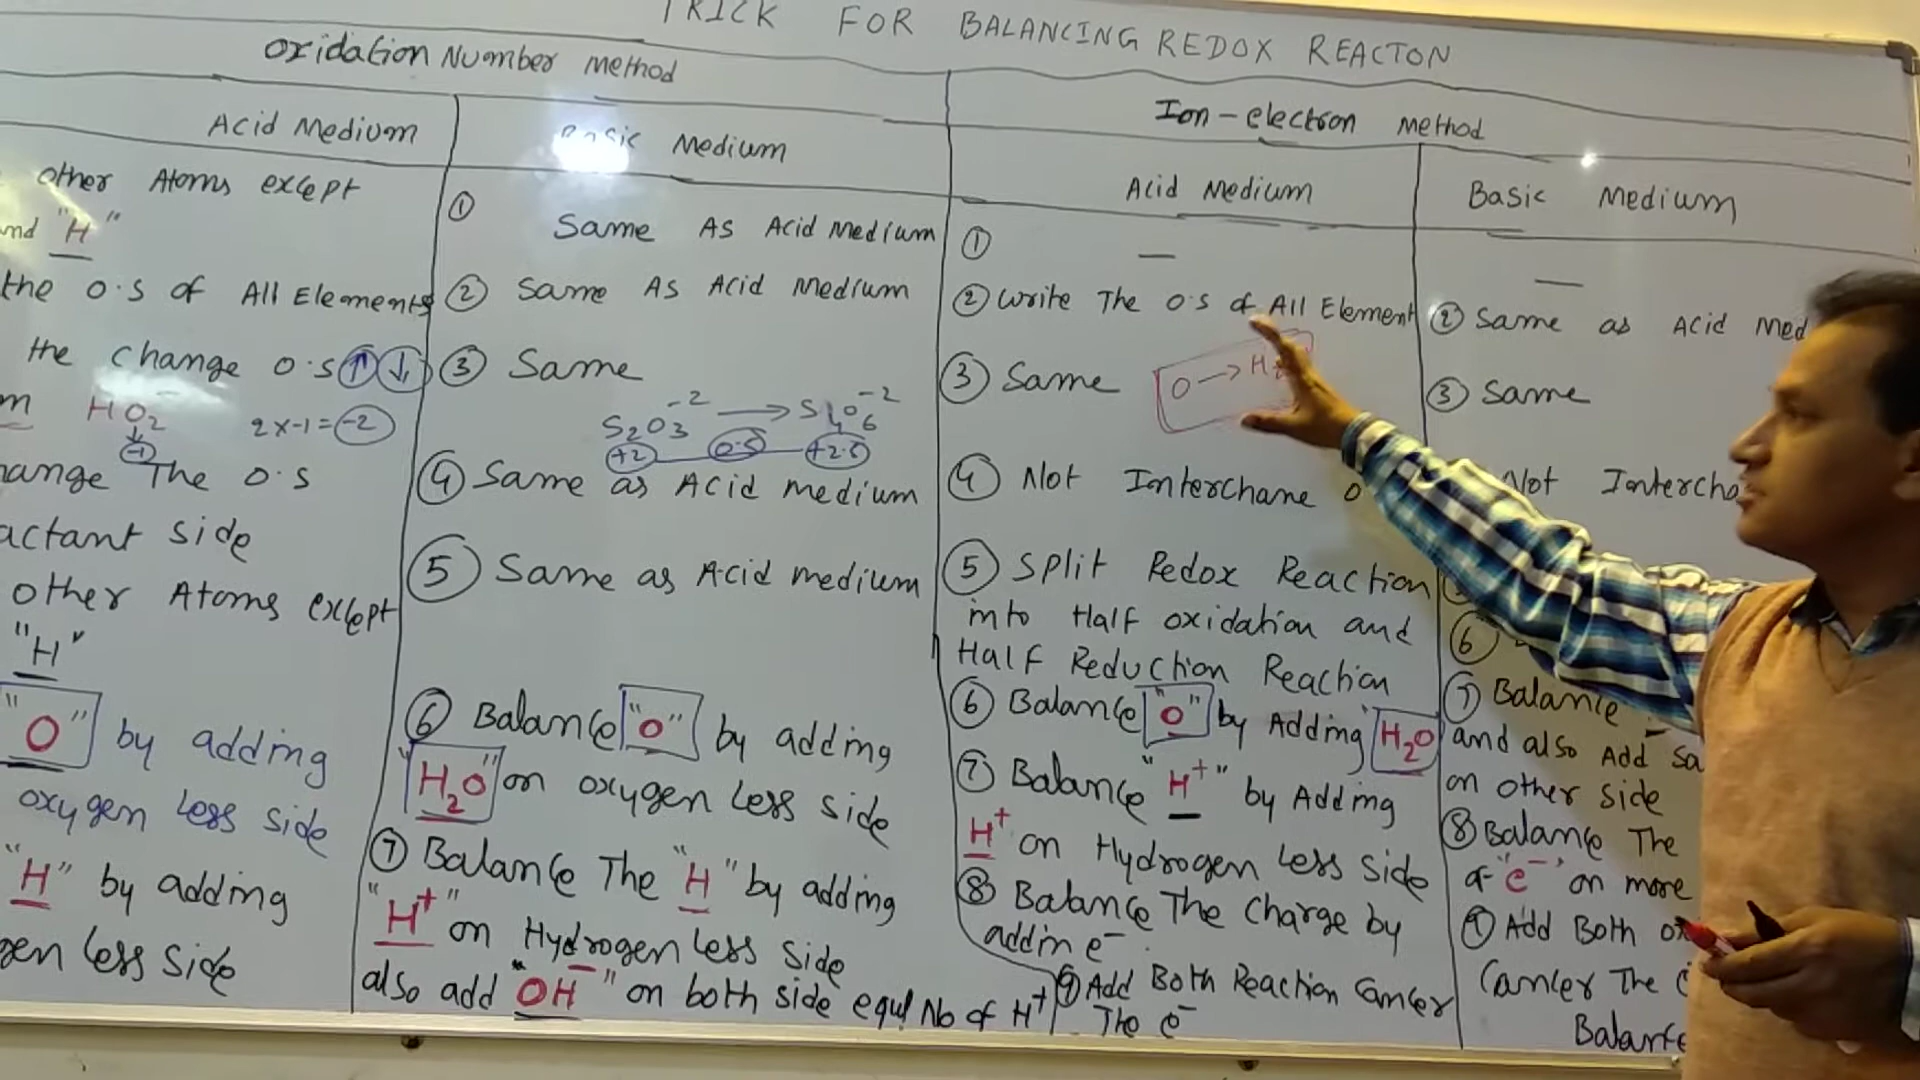 TRICK FOR BALANCING REDOX REACTON
Oxidation Number Method
Acid Medium
other Atoms except
"H"
the O.S of All Elements
the change O.S ↑ ↓
HO2 2x-1=-2
-1
The O.S
side
other Atoms except
"H"
"O" by adding
oxygen Less side
"H" by adding
Less side
Basic Medium
① Same As Acid Medium
② Same As Acid Medium
③ Same
S2O3-2 → S4O6-2
+2 0.5 +2.5
④ Same as Acid medium
⑤ Same as Acid medium
⑥ Balance "O" by adding
"H2O" on oxygen Less side
⑦ Balance The "H" by adding
"H+" on Hydrogen Less side
also add "OH-" on both side equl No of H+
Ion-electron Method
Acid Medium
① —
② Write The O.S of All Element
③ Same
O → H
④ Not Interchane O
⑤ Split Redox Reaction
into Half oxidation and
Half Reduction Reaction
⑥ Balance "O" by Adding H2O
⑦ Balance "H+" by Adding
H+ on Hydrogen Less side
⑧ Balance The Charge by
addin e-
⑨ Add Both Reaction Cancer
The e-
Basic Medium
—
② Same as Acid Med
③ Same
Not Intercha
⑥
⑦ Balance
and also Add Sa
on other side
⑧ Balance The
of "e-" on more
⑨ Add Both ox
Cancer The
Balance